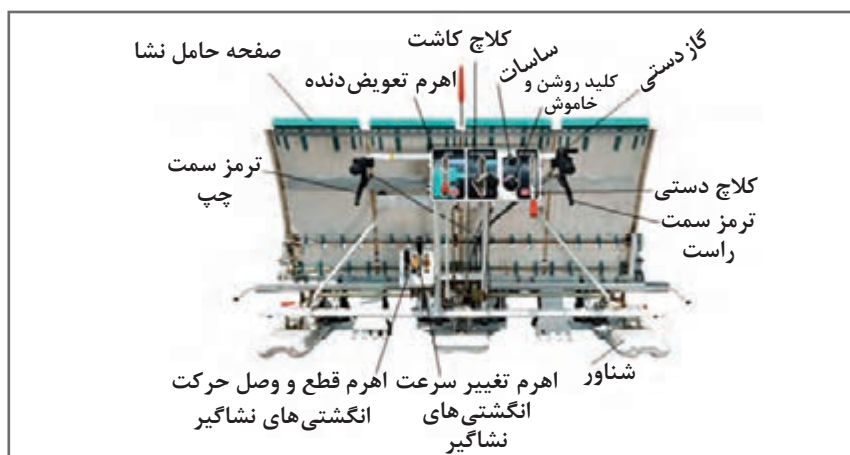 گاز دستی
ساسات
کلاچ کاشت
صفحه حامل نشا
کلید روشن و
خاموش
اهرم تعویض‌دنده
ترمز سمت
چپ
کلاچ دستی
ترمز سمت
راست
شناور
اهرم تغییر سرعت
انگشتی‌های
نشاگیر
اهرم قطع و وصل حرکت
انگشتی‌های نشاگیر